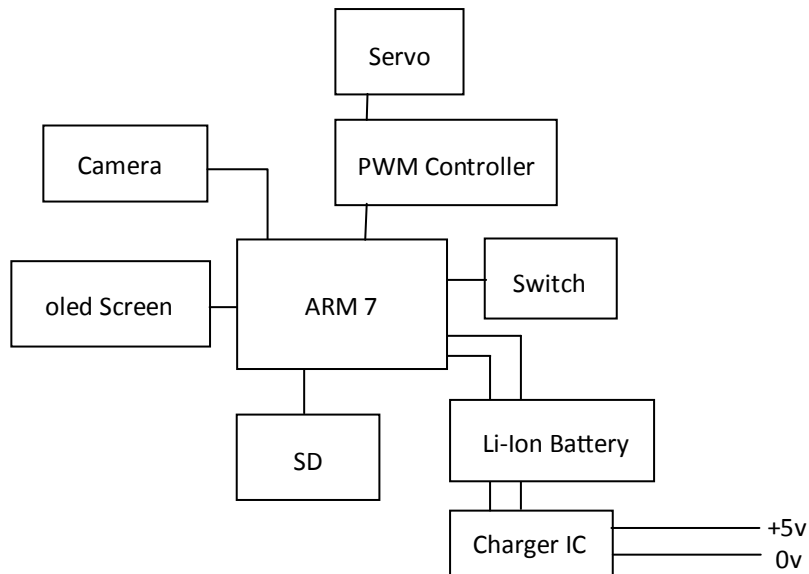 Servo
PWM Controller
Camera
ARM 7
Switch
oled Screen
SD
Li-Ion Battery
Charger IC
+5v
0v